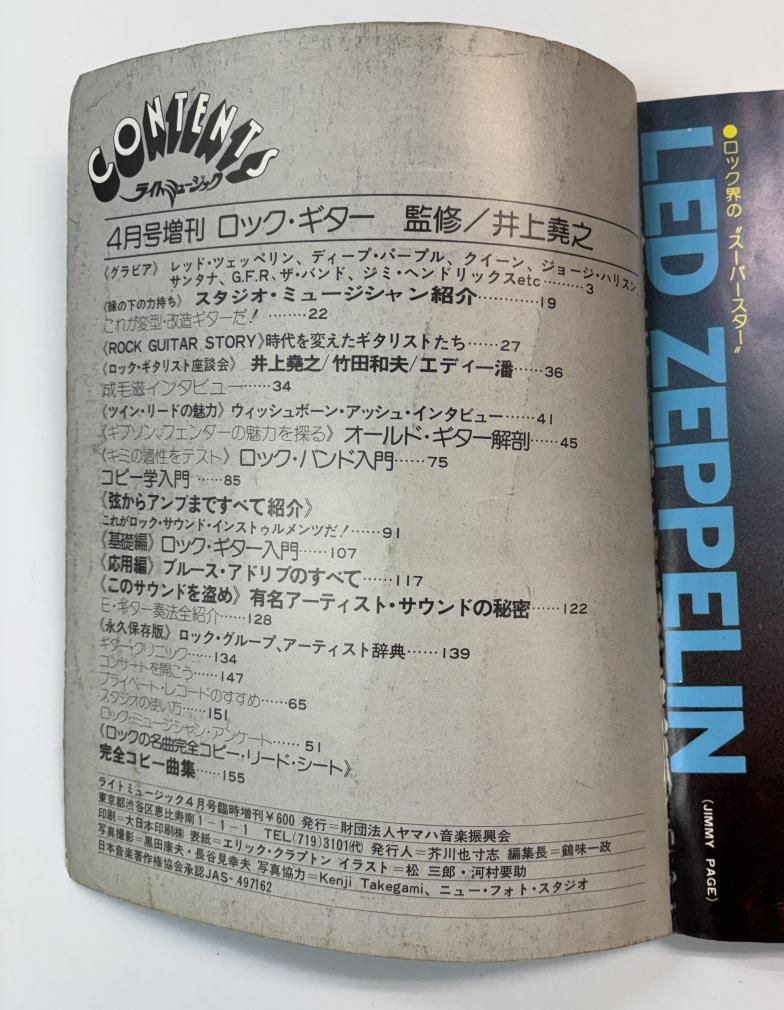 CONTENTS
ライトミュージック
4月号増刊 ロック・ギター 監修/井上堯之
《グラビア》 レッド・ツェッペリン、ディープ・パープル、クイーン、ジョージ・ハリスン
サンタナ、G.F.R、ザ・バンド、ジミ・ヘンドリックスetc………3
《縁の下の力持ち》 スタジオ・ミュージシャン紹介…………19
これが変型・改造ギターだ! ………22
《ROCK GUITAR STORY》時代を変えたギタリストたち……27
《ロック・ギタリスト座談会》 井上堯之/竹田和夫/エディ潘……36
成毛滋インタビュー……34
《ツイン・リードの魅力》 ウィッシュボーン・アッシュ・インタビュー……41
《ギブソン、フェンダーの魅力を探る》 オールド・ギター解剖……45
《キミの適性をテスト》 ロック・バンド入門……75
コピー学入門 ……85
《弦からアンプまですべて紹介》
これがロック・サウンド・インストゥルメンツだ!……91
《基礎編》 ロック・ギター入門……107
《応用編》 ブルース・アドリブのすべて……117
《このサウンドを盗め》 有名アーティスト・サウンドの秘密……122
E・ギター奏法全紹介……128
《永久保存版》 ロック・グループ、アーティスト辞典……139
ギター・クリニック……134
コンサートを開こう……147
プライベート・レコードのすすめ……65
スタジオの使い方……151
ロック・ミュージシャン・アンケート……51
《ロックの名曲完全コピー・リード・シート》
完全コピー曲集……155
ライトミュージック4月号臨時増刊¥600 発行=財団法人ヤマハ音楽振興会
東京都渋谷区恵比寿南1-1-1 TEL(719)3101(代) 発行人=芥川也寸志 編集長=鶴味一政
印刷=大日本印刷㈱ 表紙=エリック・クラプトン イラスト=松 三郎・河村要助
写真撮影=黒田康夫・長谷見幸夫 写真協力=Kenji Takegami、ニュー・フォト・スタジオ
日本音楽著作権協会承認JAS-497162
●ロック界の“スーパースター”
LED ZEPPELIN
(JIMMY PAGE)